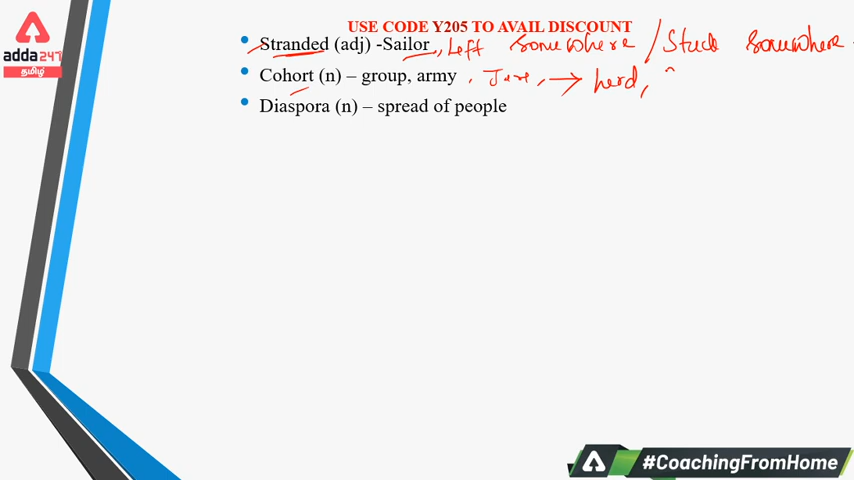 USE CODE Y205 TO AVAIL DISCOUNT
adda247
தமிழ்
• Stranded (adj) -Sailor, Left somewhere / Stuck somewhere
• Cohort (n) – group, army, → herd,
• Diaspora (n) – spread of people
#CoachingFromHome